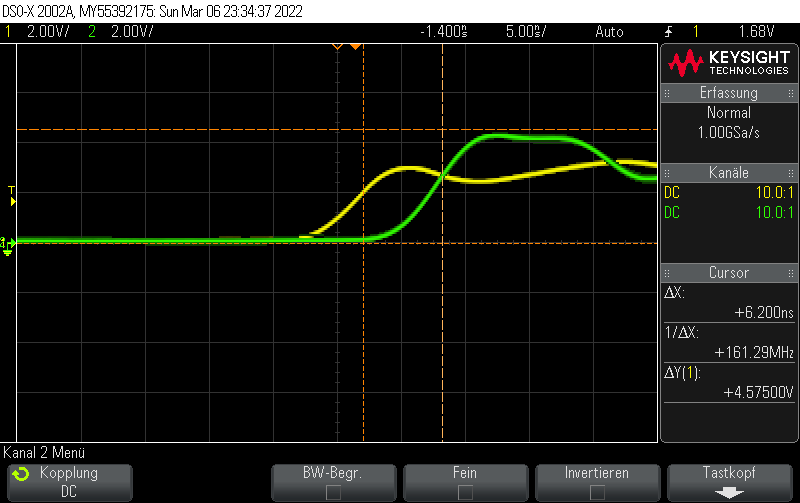 DSO-X 2002A, MY55392175: Sun Mar 06 23:34:37 2022
1 2.00V/ 2 2.00V/ -1.400ns 5.00ns/ Auto 1 1.68V
KEYSIGHT
TECHNOLOGIES
Erfassung
Normal
1.00GSa/s
Kanäle
DC 10.0:1
DC 10.0:1
Cursor
ΔX:
+6.200ns
1/ΔX:
+161.29MHz
ΔY(1):
+4.57500V
T
2
Kanal 2 Menü
Kopplung
DC
BW-Begr.
Fein
Invertieren
Tastkopf